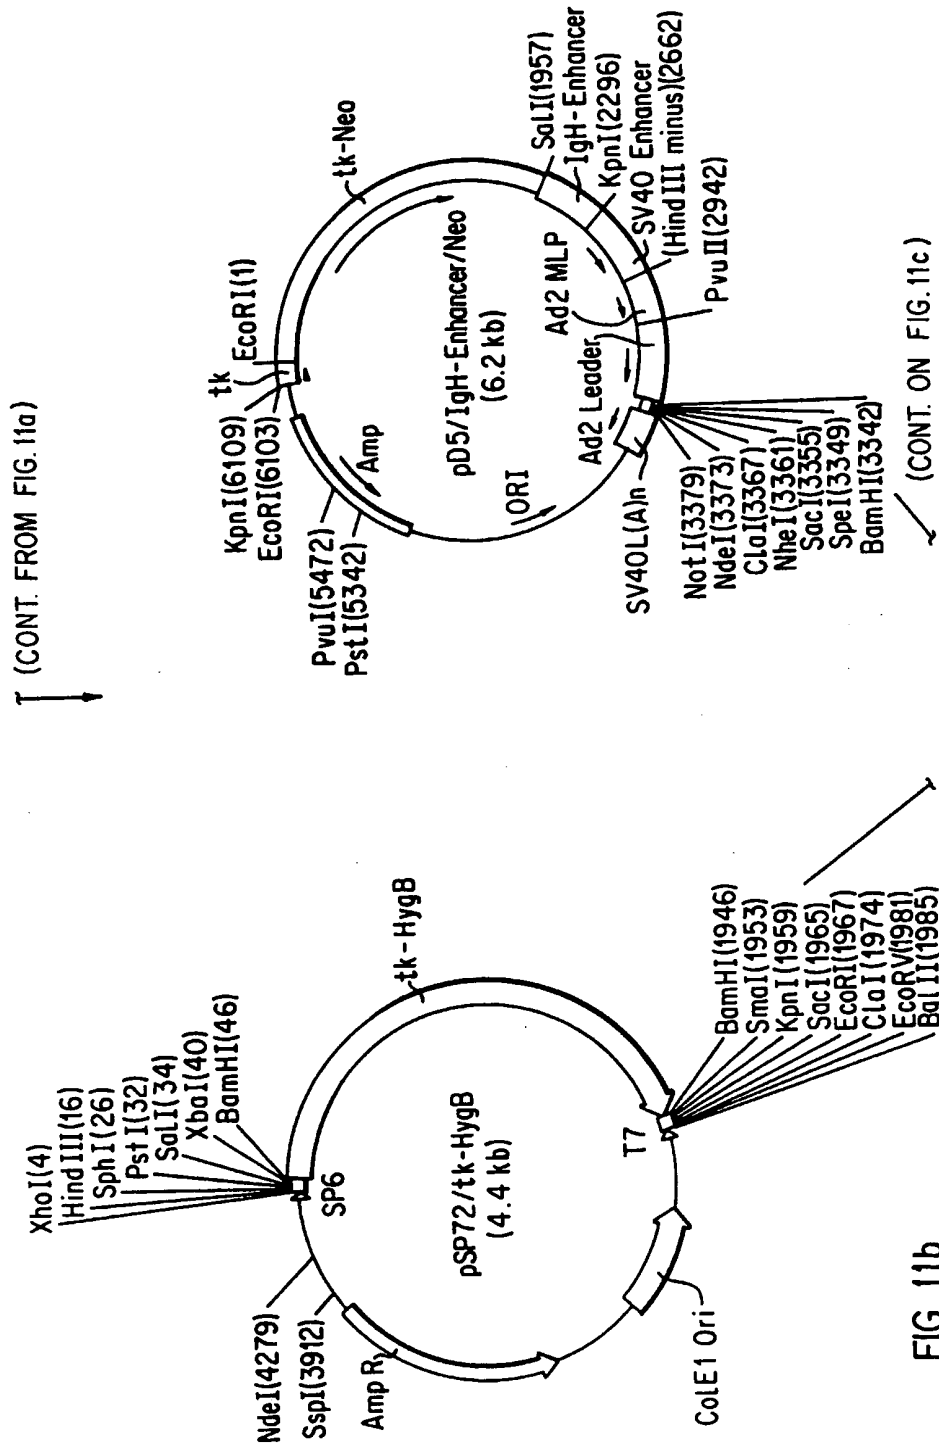 (CONT. FROM FIG. 11a)
XhoI(4)
HindIII(16)
SphI(26)
PstI(32)
SalI(34)
XbaI(40)
BamHI(46)
SP6
tk-HygB
NdeI(4279)
SspI(3912)
AmpR
pSP72/tk-HygB
(4.4 kb)
T7
ColE1 Ori
BamHI(1946)
SmaI(1953)
KpnI(1959)
SacI(1965)
EcoRI(1967)
ClaI(1974)
EcoRV(1981)
BglII(1985)
KpnI(6109)
EcoRI(6103)
tk
EcoRI(1)
tk-Neo
PvuI(5472)
PstI(5342)
Amp
pD5/IgH-Enhancer/Neo
(6.2 kb)
ORI
Ad2 MLP
Ad2 Leader
SalI(1957)
IgH-Enhancer
KpnI(2296)
SV40 Enhancer
(HindIII minus)(2662)
PvuII(2942)
SV40L(A)n
NotI(3379)
NdeI(3373)
ClaI(3367)
NheI(3361)
SacI(3355)
SpeI(3349)
BamHI(3342)
(CONT. ON FIG. 11c)
FIG. 11b